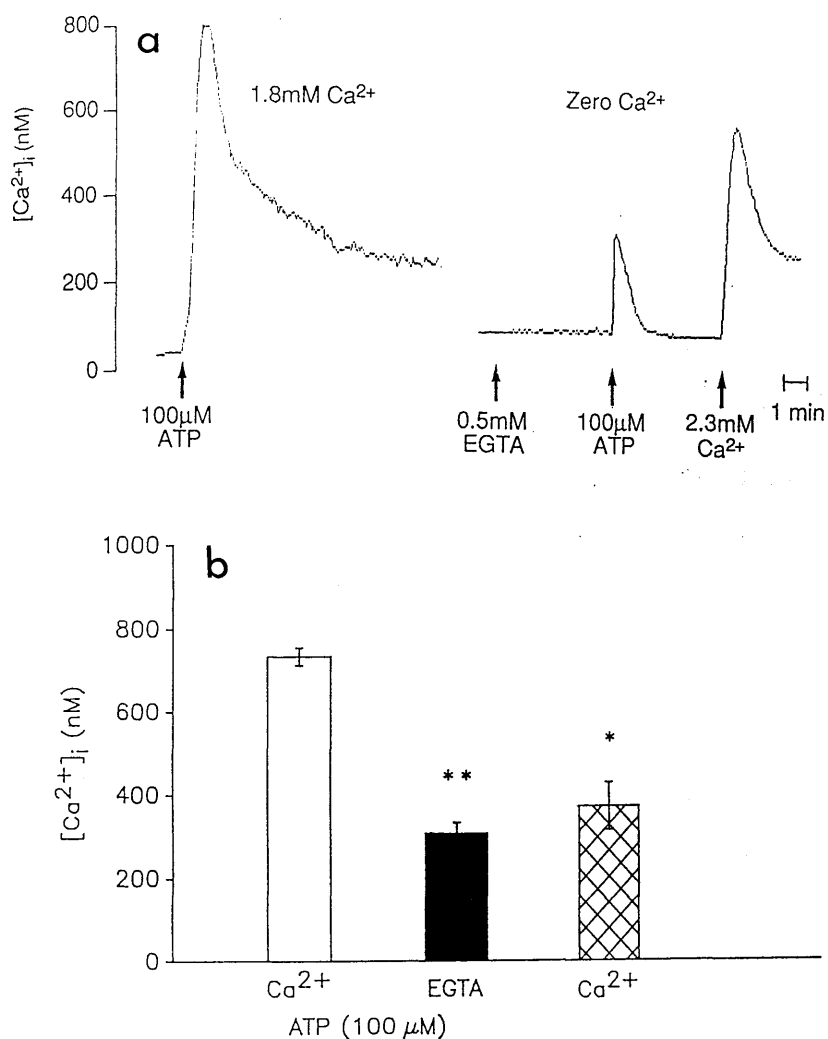 a
800
600
400
200
0
[Ca²⁺]ᵢ (nM)
1.8mM Ca²⁺
Zero Ca²⁺
100μM
ATP
0.5mM
EGTA
100μM
ATP
2.3mM
Ca²⁺
1 min
b
1000
800
600
400
200
0
[Ca²⁺]ᵢ (nM)
**
*
Ca²⁺ EGTA Ca²⁺
ATP (100 μM)